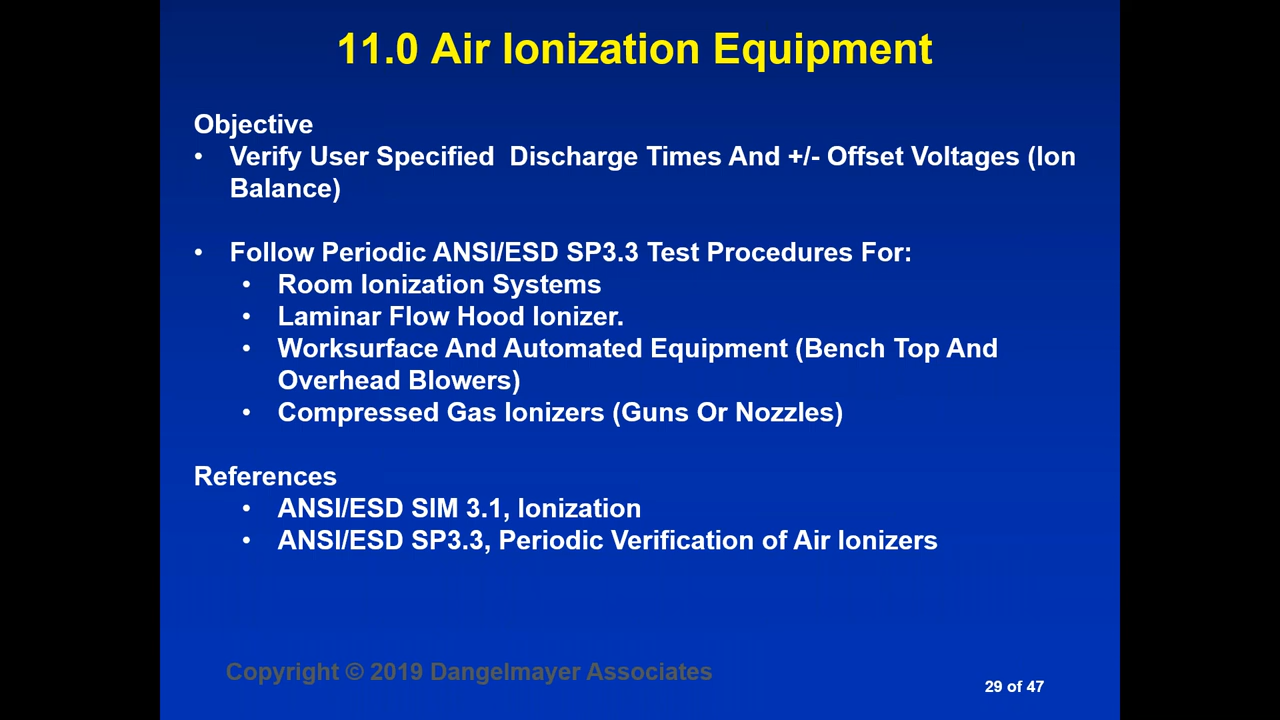 11.0 Air Ionization Equipment
Objective
• Verify User Specified  Discharge Times And +/- Offset Voltages (Ion
Balance)
• Follow Periodic ANSI/ESD SP3.3 Test Procedures For:
• Room Ionization Systems
• Laminar Flow Hood Ionizer.
• Worksurface And Automated Equipment (Bench Top And
Overhead Blowers)
• Compressed Gas Ionizers (Guns Or Nozzles)
References
• ANSI/ESD SIM 3.1, Ionization
• ANSI/ESD SP3.3, Periodic Verification of Air Ionizers
Copyright © 2019 Dangelmayer Associates
29 of 47